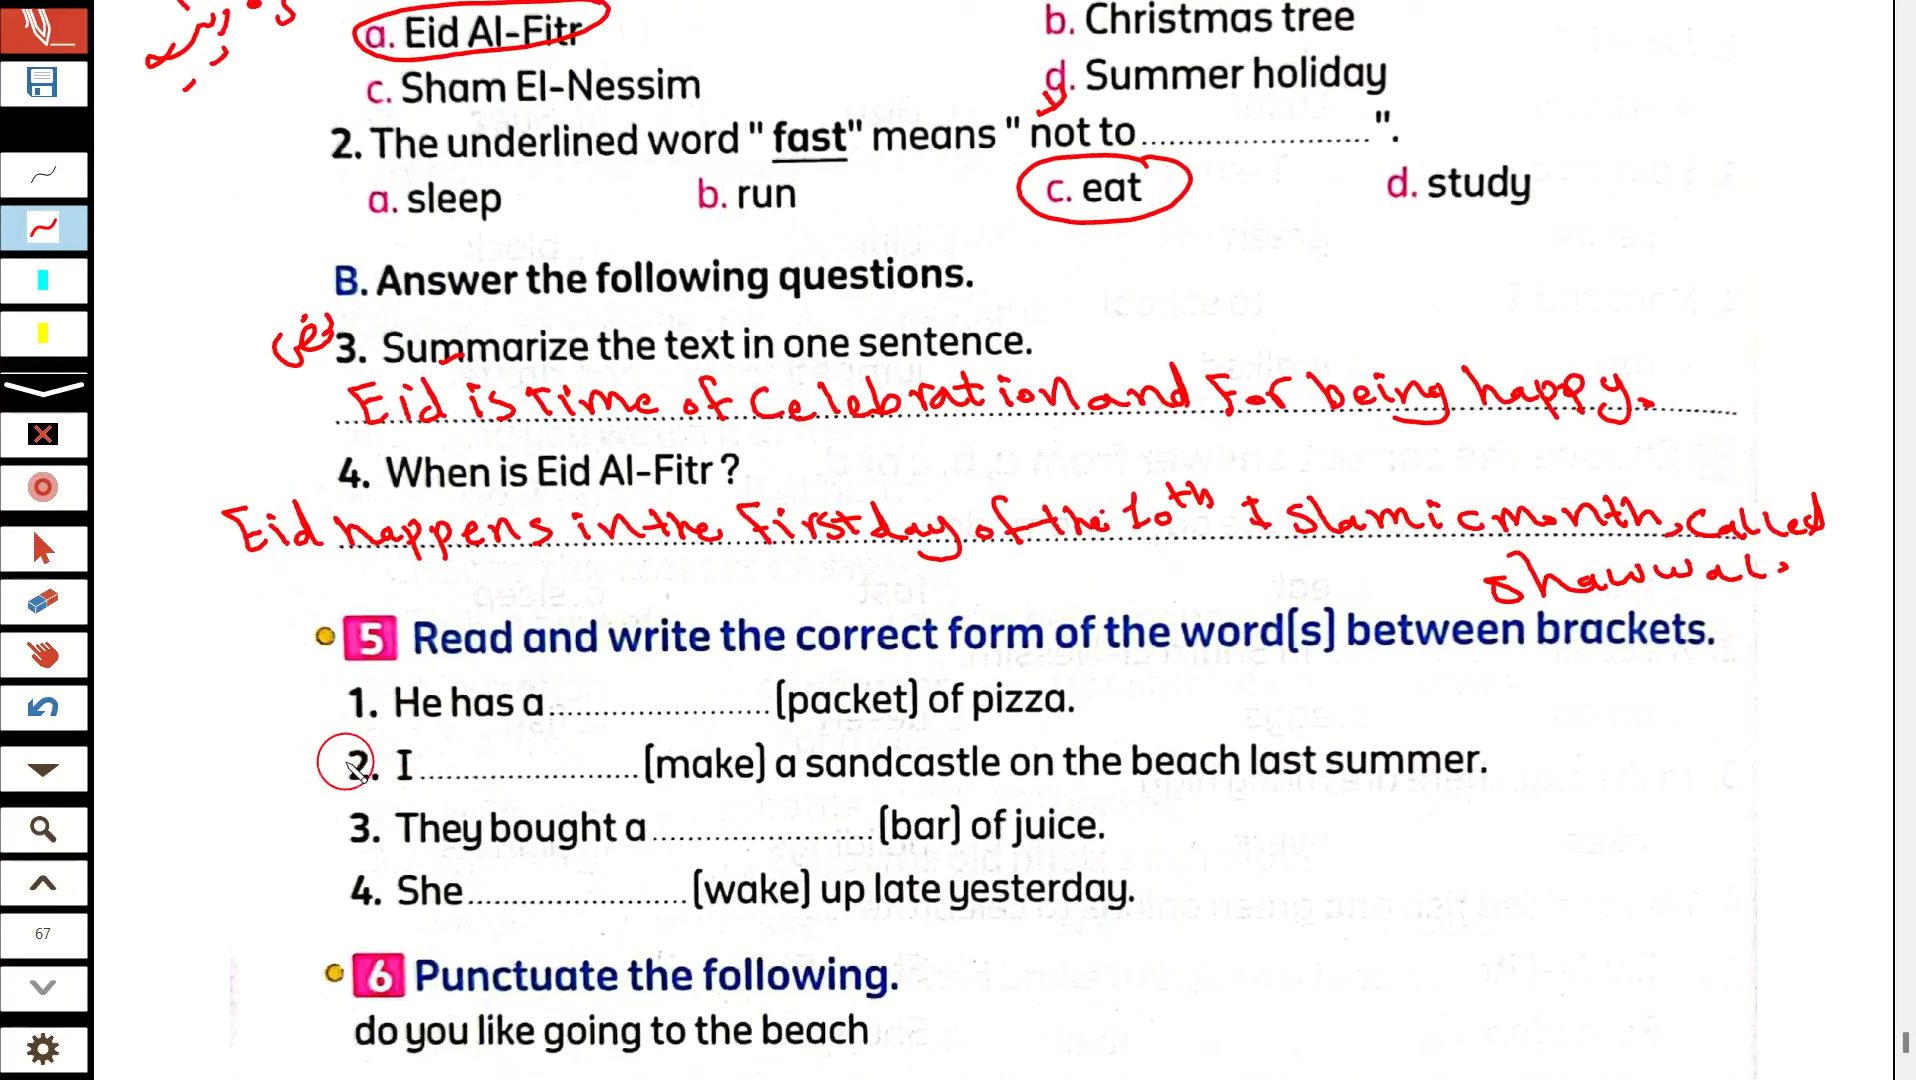 a. Eid Al-Fitr
b. Christmas tree
c. Sham El-Nessim
d. Summer holiday
2. The underlined word " fast" means " not to ........................ ".
a. sleep
b. run
c. eat
d. study
B. Answer the following questions.
3. Summarize the text in one sentence.
Eid is time of celebration and for being happy.
4. When is Eid Al-Fitr ?
Eid happens in the first day of the 10th Islamic month, called
shawwal.
5 Read and write the correct form of the word(s) between brackets.
1. He has a ........................ (packet) of pizza.
2. I ........................ (make) a sandcastle on the beach last summer.
3. They bought a ........................ (bar) of juice.
4. She ........................ (wake) up late yesterday.
6 Punctuate the following.
do you like going to the beach
67